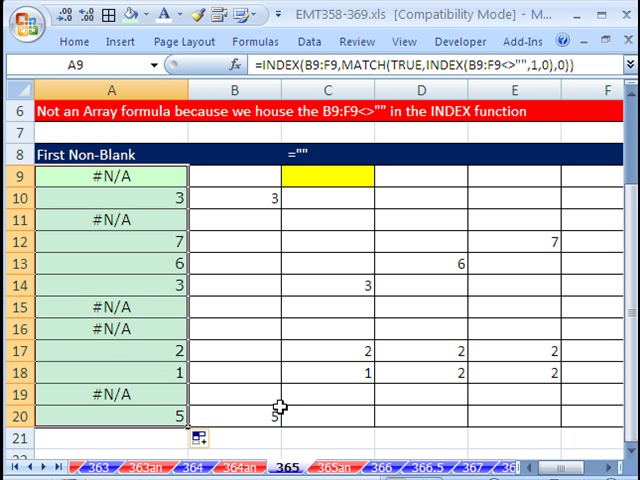 EMT358-369.xls [Compatibility Mode] - M...
Home Insert Page Layout Formulas Data Review View Developer Add-Ins
A9 fx =INDEX(B9:F9,MATCH(TRUE,INDEX(B9:F9<>"",1,0),0))
A B C D E F
6 Not an Array formula because we house the B9:F9<>"" in the INDEX function
7
8 First Non-Blank =""
9 #N/A
10 3 3
11 #N/A
12 7 7
13 6 6
14 3 3
15 #N/A
16 #N/A
17 2 2 2 2
18 1 1 2 2
19 #N/A
20 5 5
21
363 363an 364 364an 365 365an 366 366.5 367 36